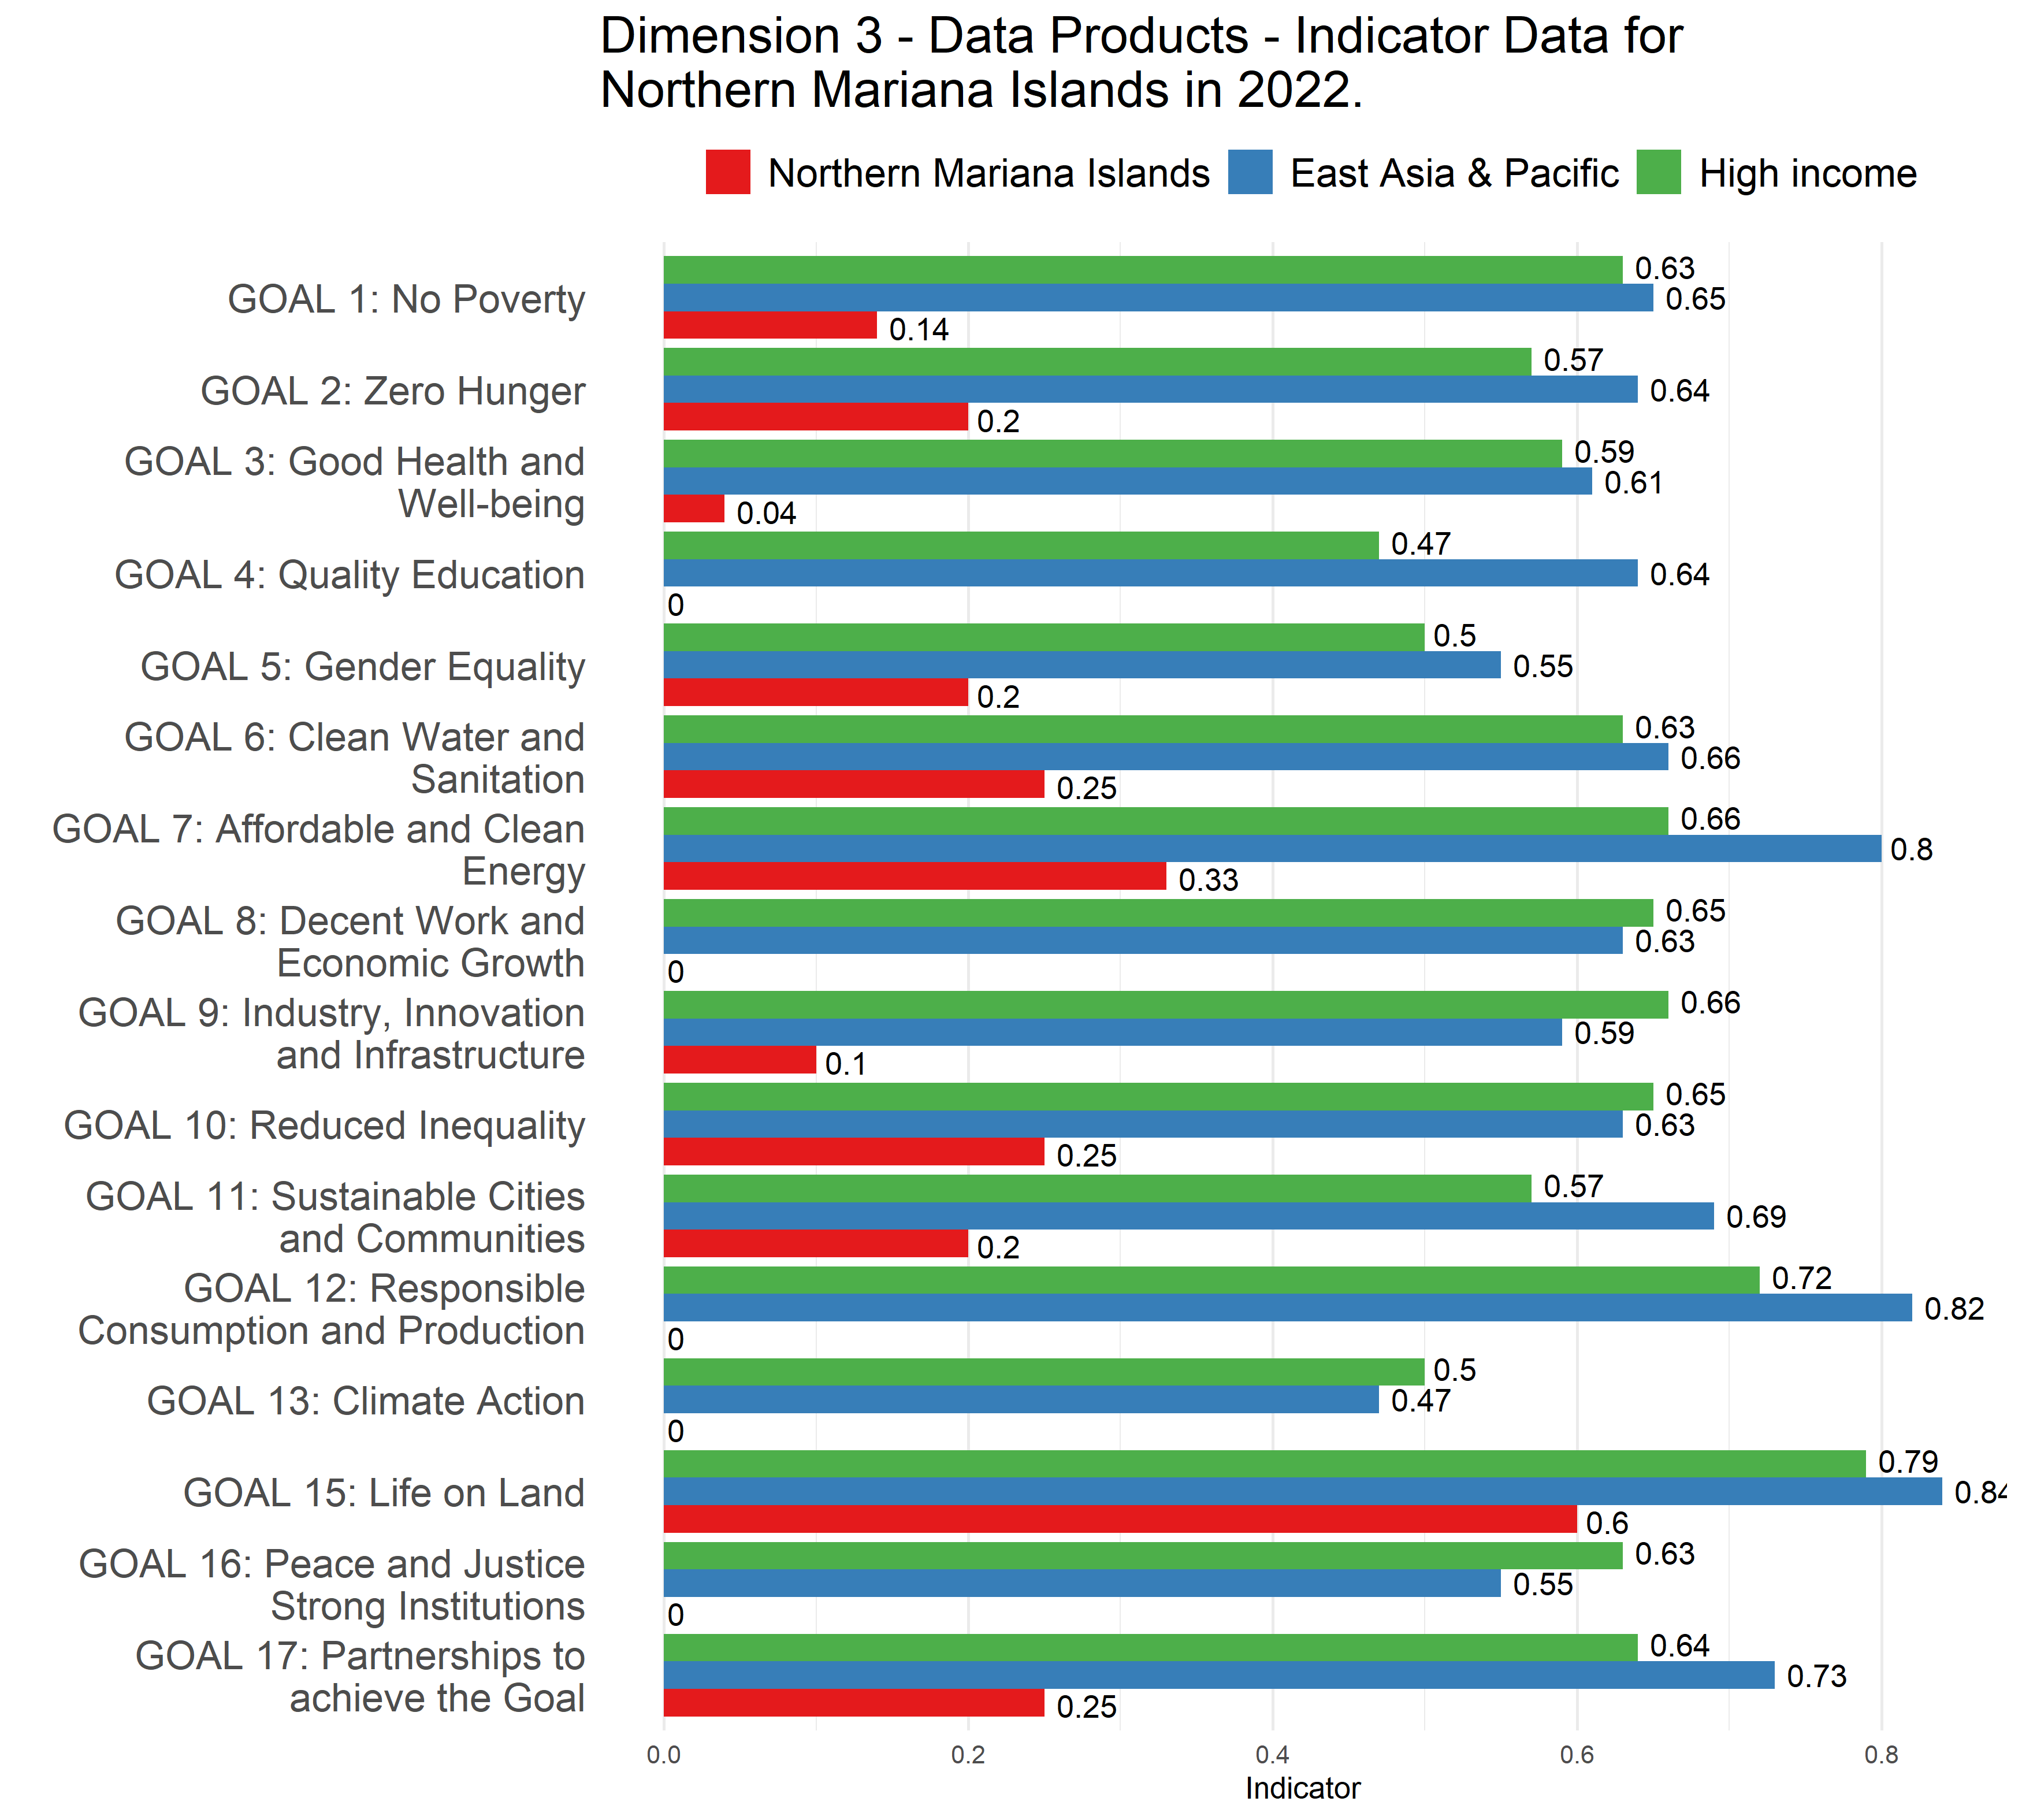 Dimension 3 - Data Products - Indicator Data for
Northern Mariana Islands in 2022.
Northern Mariana Islands East Asia & Pacific High income
GOAL 1: No Poverty
0.63
0.65
0.14
GOAL 2: Zero Hunger
0.57
0.64
0.2
GOAL 3: Good Health and
Well-being
0.59
0.61
0.04
GOAL 4: Quality Education
0.47
0.64
0
GOAL 5: Gender Equality
0.5
0.55
0.2
GOAL 6: Clean Water and
Sanitation
0.63
0.66
0.25
GOAL 7: Affordable and Clean
Energy
0.66
0.8
0.33
GOAL 8: Decent Work and
Economic Growth
0.65
0.63
0
GOAL 9: Industry, Innovation
and Infrastructure
0.66
0.59
0.1
GOAL 10: Reduced Inequality
0.65
0.63
0.25
GOAL 11: Sustainable Cities
and Communities
0.57
0.69
0.2
GOAL 12: Responsible
Consumption and Production
0.72
0.82
0
GOAL 13: Climate Action
0.5
0.47
0
GOAL 15: Life on Land
0.79
0.84
0.6
GOAL 16: Peace and Justice
Strong Institutions
0.63
0.55
0
GOAL 17: Partnerships to
achieve the Goal
0.64
0.73
0.25
0.0 0.2 0.4 0.6 0.8
Indicator